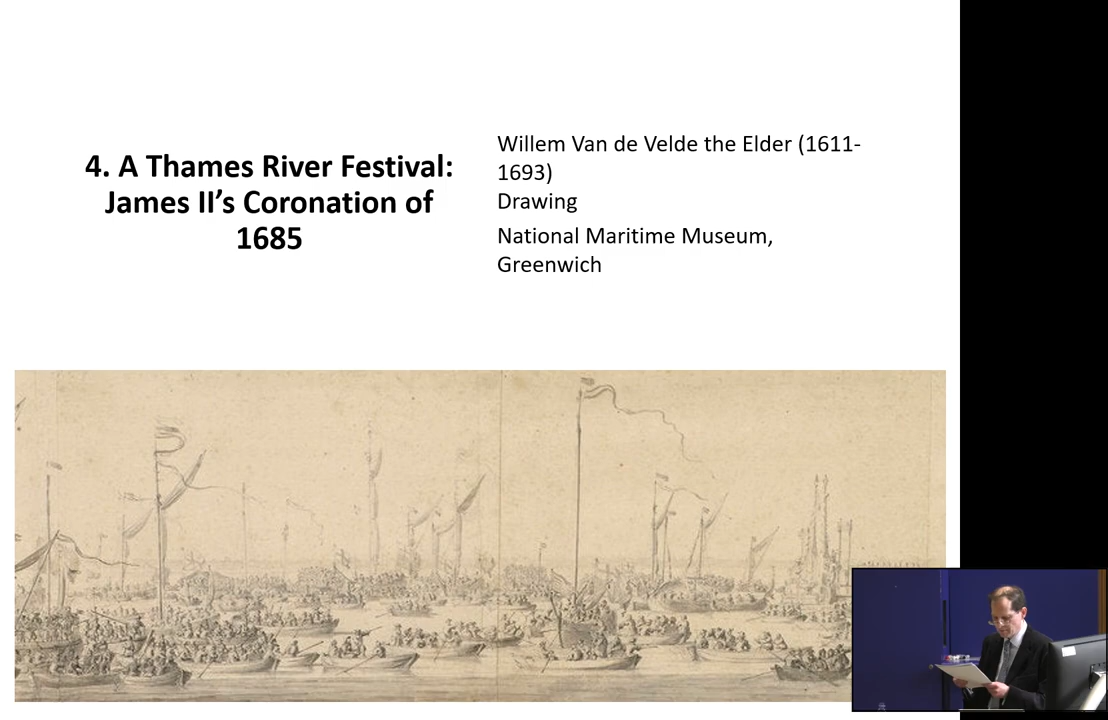 4. A Thames River Festival:
James II’s Coronation of
1685
Willem Van de Velde the Elder (1611-
1693)
Drawing
National Maritime Museum,
Greenwich